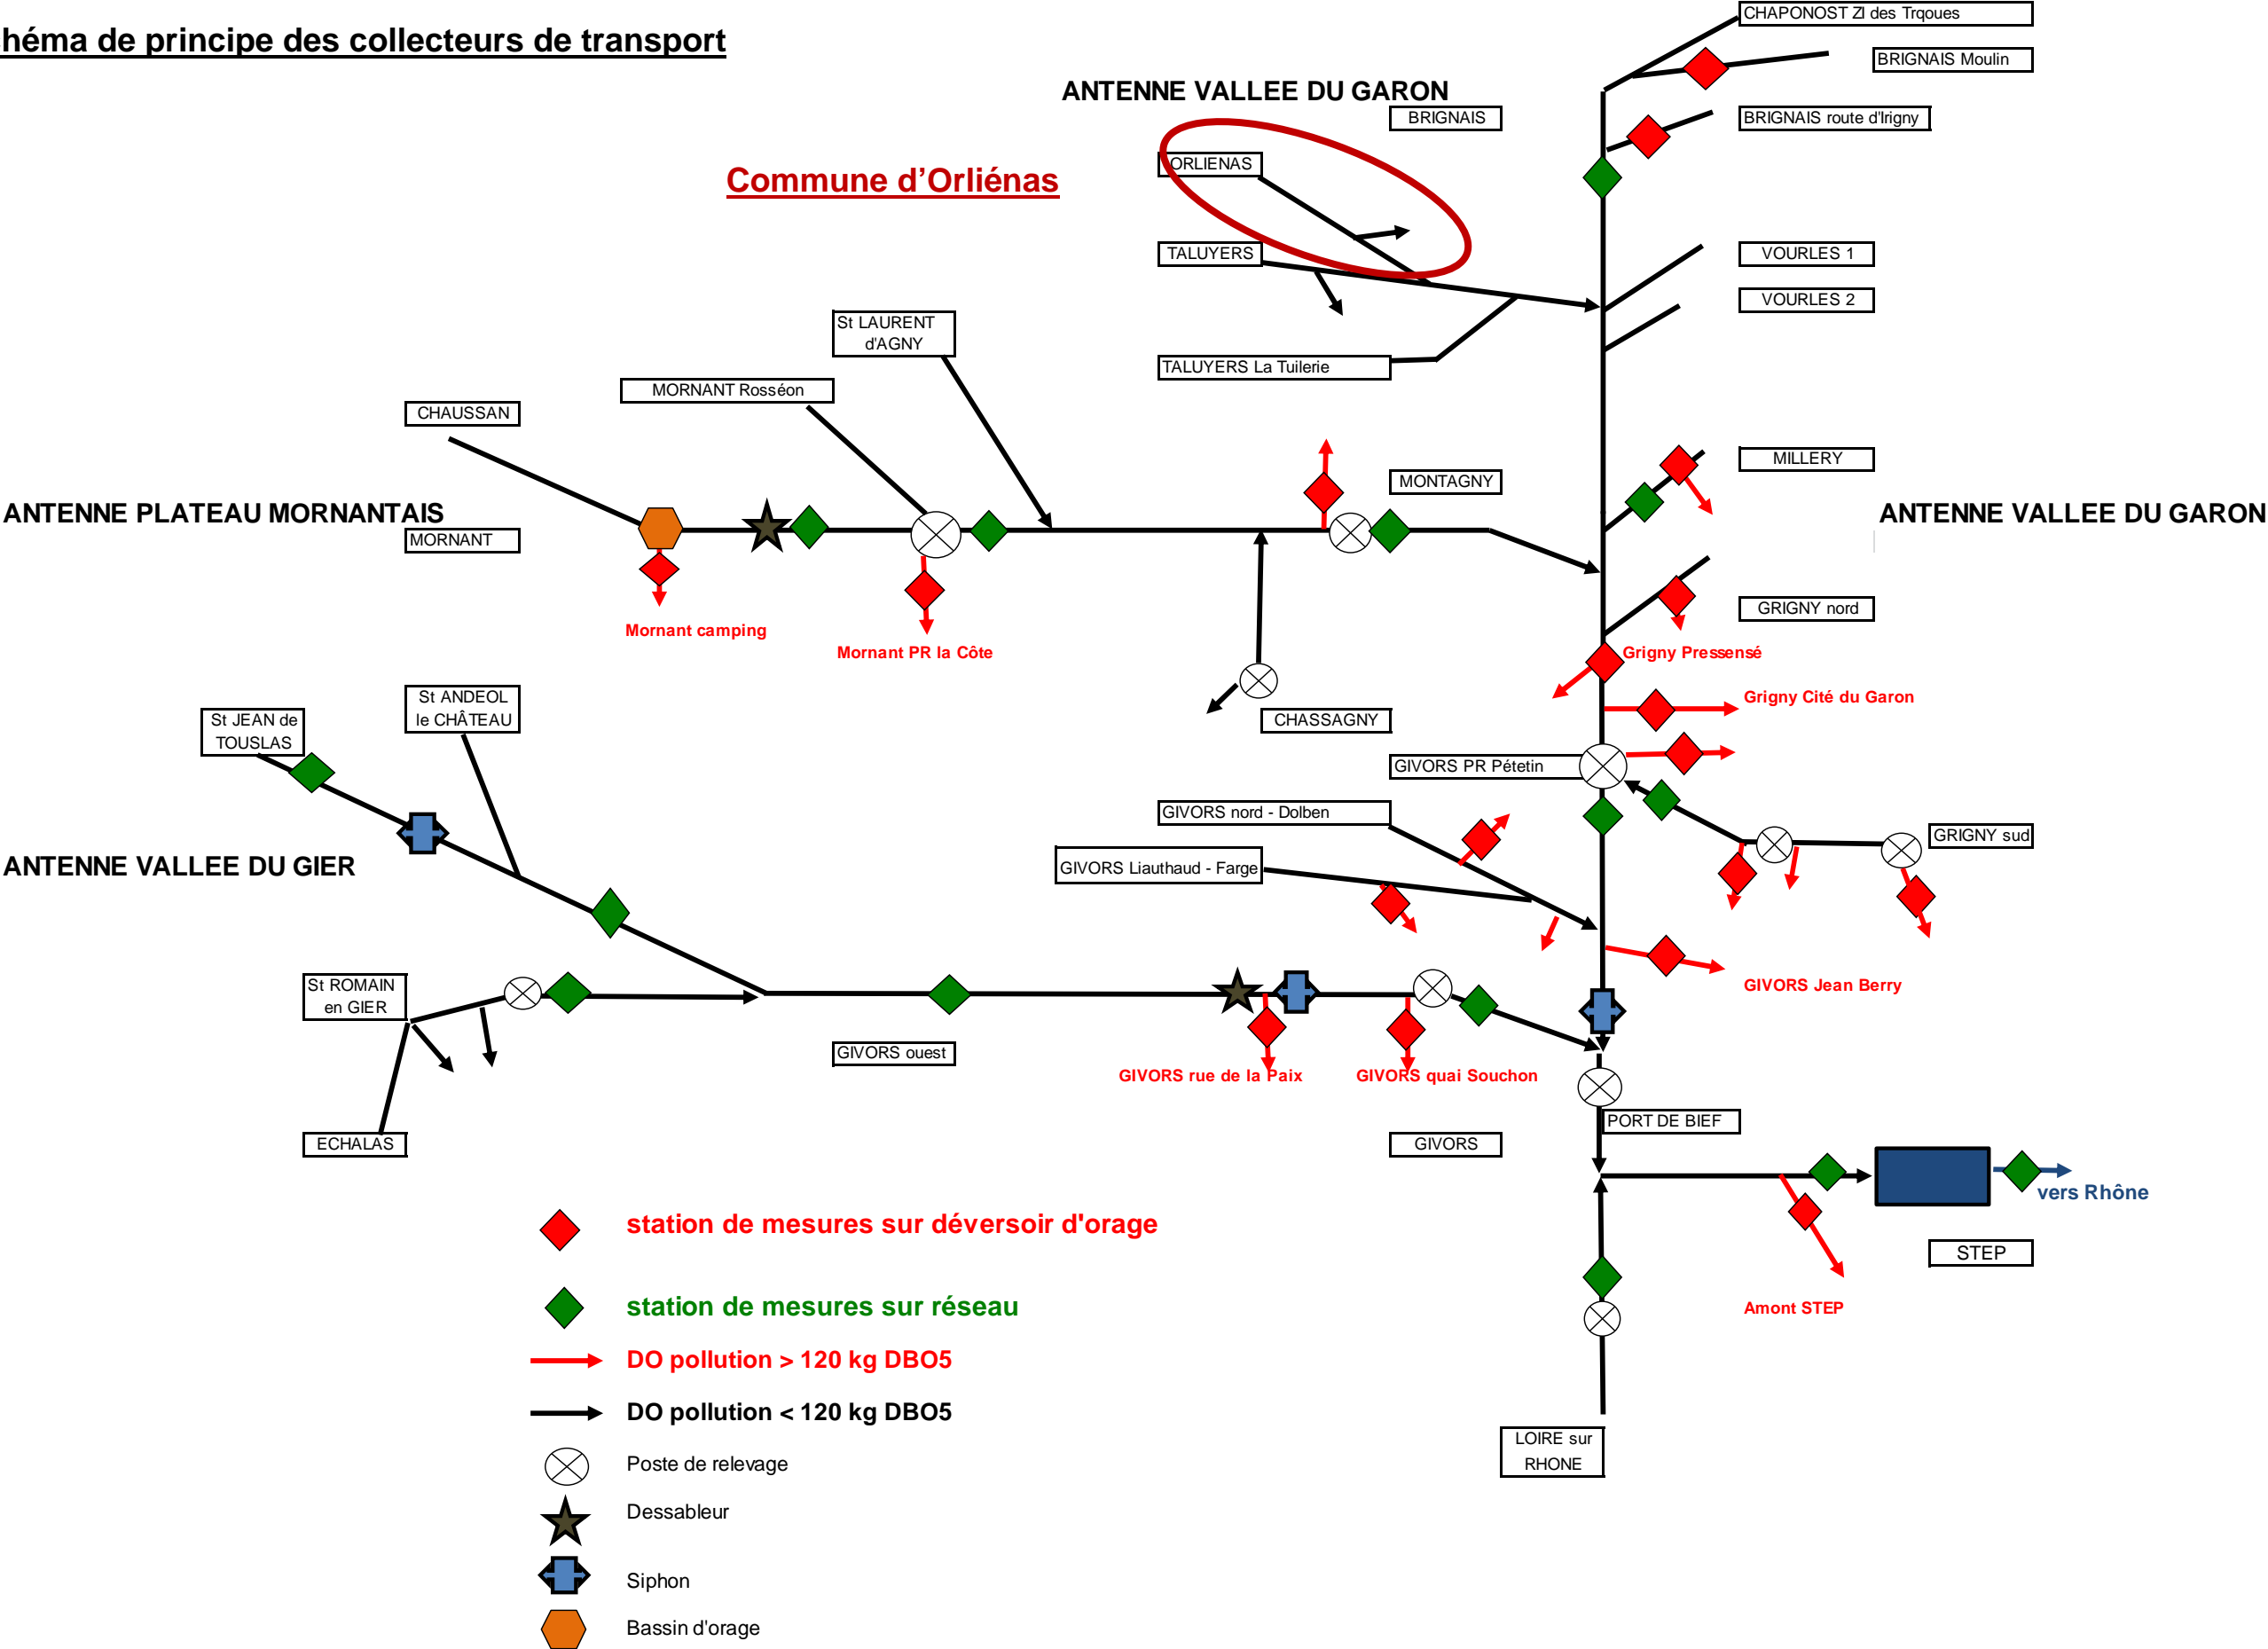 héma de principe des collecteurs de transport
CHAPONOST ZI des Trqoues
BRIGNAIS Moulin
ANTENNE VALLEE DU GARON
BRIGNAIS
BRIGNAIS route d'Irigny
ORLIENAS
Commune d'Orliénas
TALUYERS
VOURLES 1
VOURLES 2
St LAURENT
d'AGNY
TALUYERS La Tuilerie
MORNANT Rosséon
CHAUSSAN
MILLERY
MONTAGNY
ANTENNE PLATEAU MORNANTAIS
ANTENNE VALLEE DU GARON
MORNANT
GRIGNY nord
Mornant camping
Mornant PR la Côte
Grigny Pressensé
Grigny Cité du Garon
St ANDEOL
le CHÂTEAU
St JEAN de
TOUSLAS
CHASSAGNY
GIVORS PR Pétetin
GIVORS nord - Dolben
GRIGNY sud
ANTENNE VALLEE DU GIER
GIVORS Liauthaud - Farge
St ROMAIN
en GIER
GIVORS Jean Berry
GIVORS ouest
GIVORS rue de la Paix
GIVORS quai Souchon
PORT DE BIEF
ECHALAS
GIVORS
vers Rhône
STEP
station de mesures sur déversoir d'orage
station de mesures sur réseau
Amont STEP
DO pollution > 120 kg DBO5
DO pollution < 120 kg DBO5
LOIRE sur
RHONE
Poste de relevage
Dessableur
Siphon
Bassin d'orage